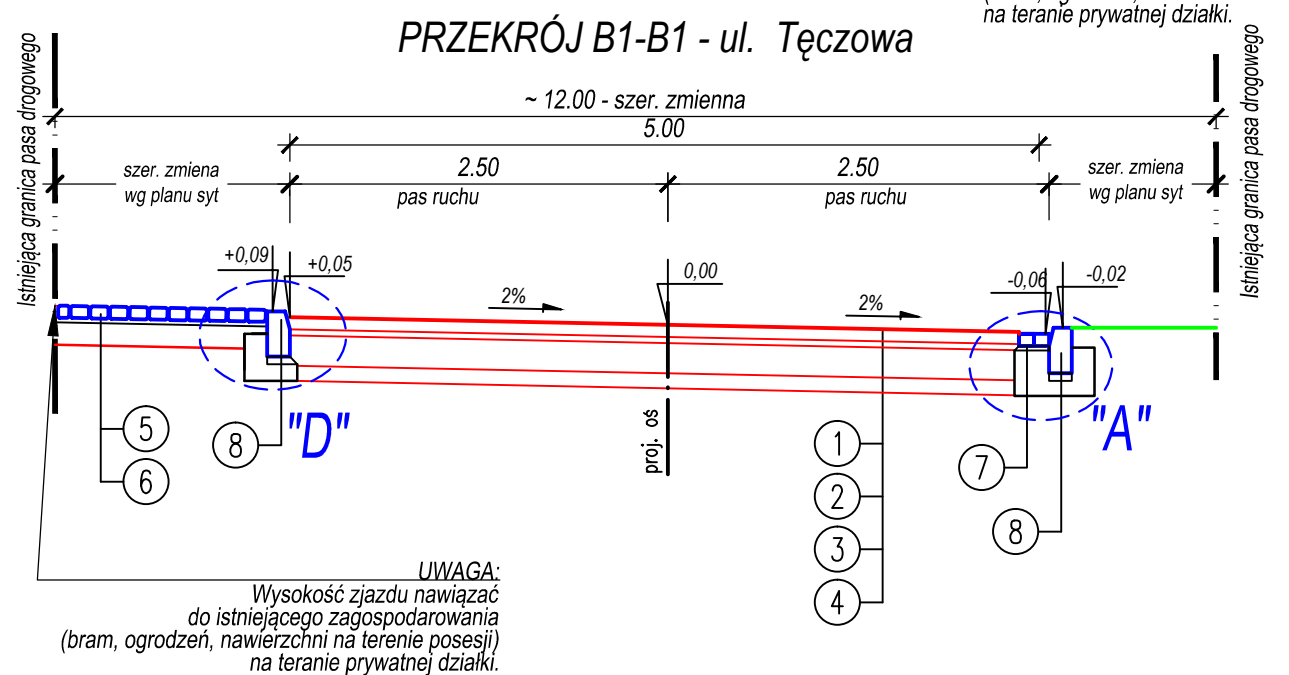 na teranie prywatnej działki.
PRZEKRÓJ B1-B1 - ul. Tęczowa
Istniejąca granica pasa drogowego
Istniejąca granica pasa drogowego
~ 12.00 - szer. zmienna
5.00
szer. zmiena
wg planu syt
2.50
pas ruchu
2.50
pas ruchu
szer. zmiena
wg planu syt
+0,09
+0,05
0,00
-0,06
-0,02
2%
2%
5
6
8
"D"
proj. oś
1
2
3
4
7
8
"A"
UWAGA:
Wysokość zjazdu nawiązać
do istniejącego zagospodarowania
(bram, ogrodzeń, nawierzchni na terenie posesji)
na teranie prywatnej działki.